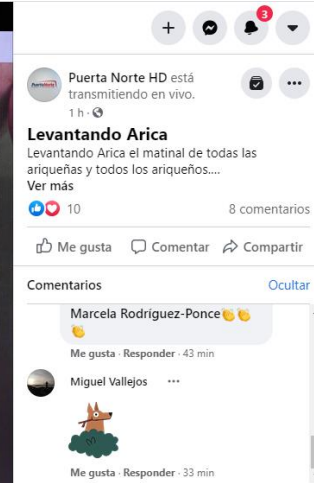 3
Puerta Norte HD está
transmitiendo en vivo.
1 h ·
Levantando Arica
Levantando Arica el matinal de todas las
ariqueñas y todos los ariqueños....
Ver más
10 8 comentarios
Me gusta Comentar Compartir
Comentarios Ocultar
Marcela Rodríguez-Ponce👏👏
👏
Me gusta · Responder · 43 min
Miguel Vallejos ···
Me gusta · Responder · 33 min